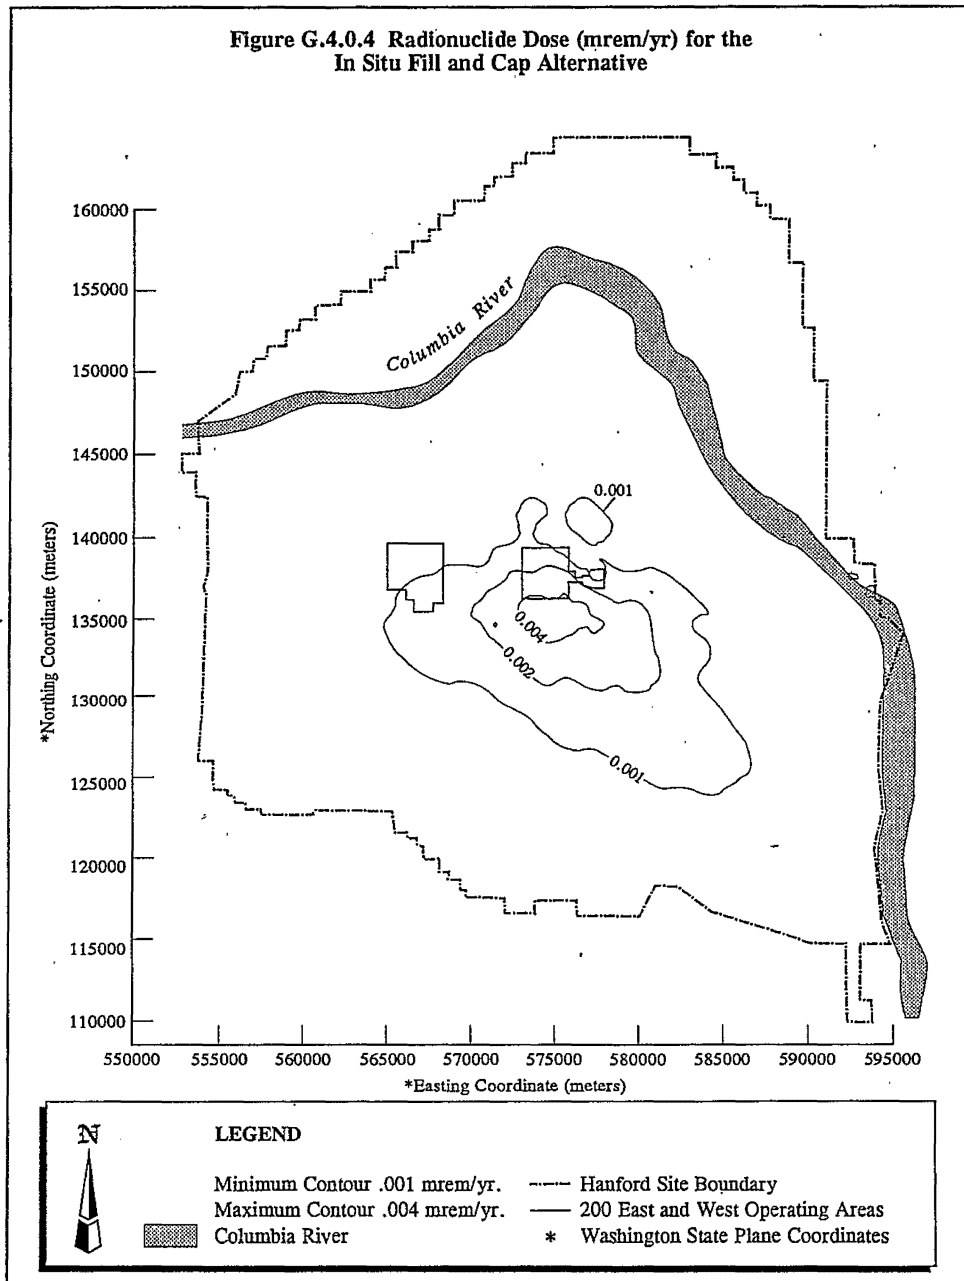 Figure G.4.0.4 Radionuclide Dose (mrem/yr) for the
In Situ Fill and Cap Alternative
160000
155000
150000
145000
140000
135000
130000
125000
120000
115000
110000
*Northing Coordinate (meters)
Columbia River
0.001
0.004
0.002
0.001
550000 555000 560000 565000 570000 575000 580000 585000 590000 595000
*Easting Coordinate (meters)
N
LEGEND
Minimum Contour .001 mrem/yr.
Maximum Contour .004 mrem/yr.
Columbia River
Hanford Site Boundary
200 East and West Operating Areas
* Washington State Plane Coordinates